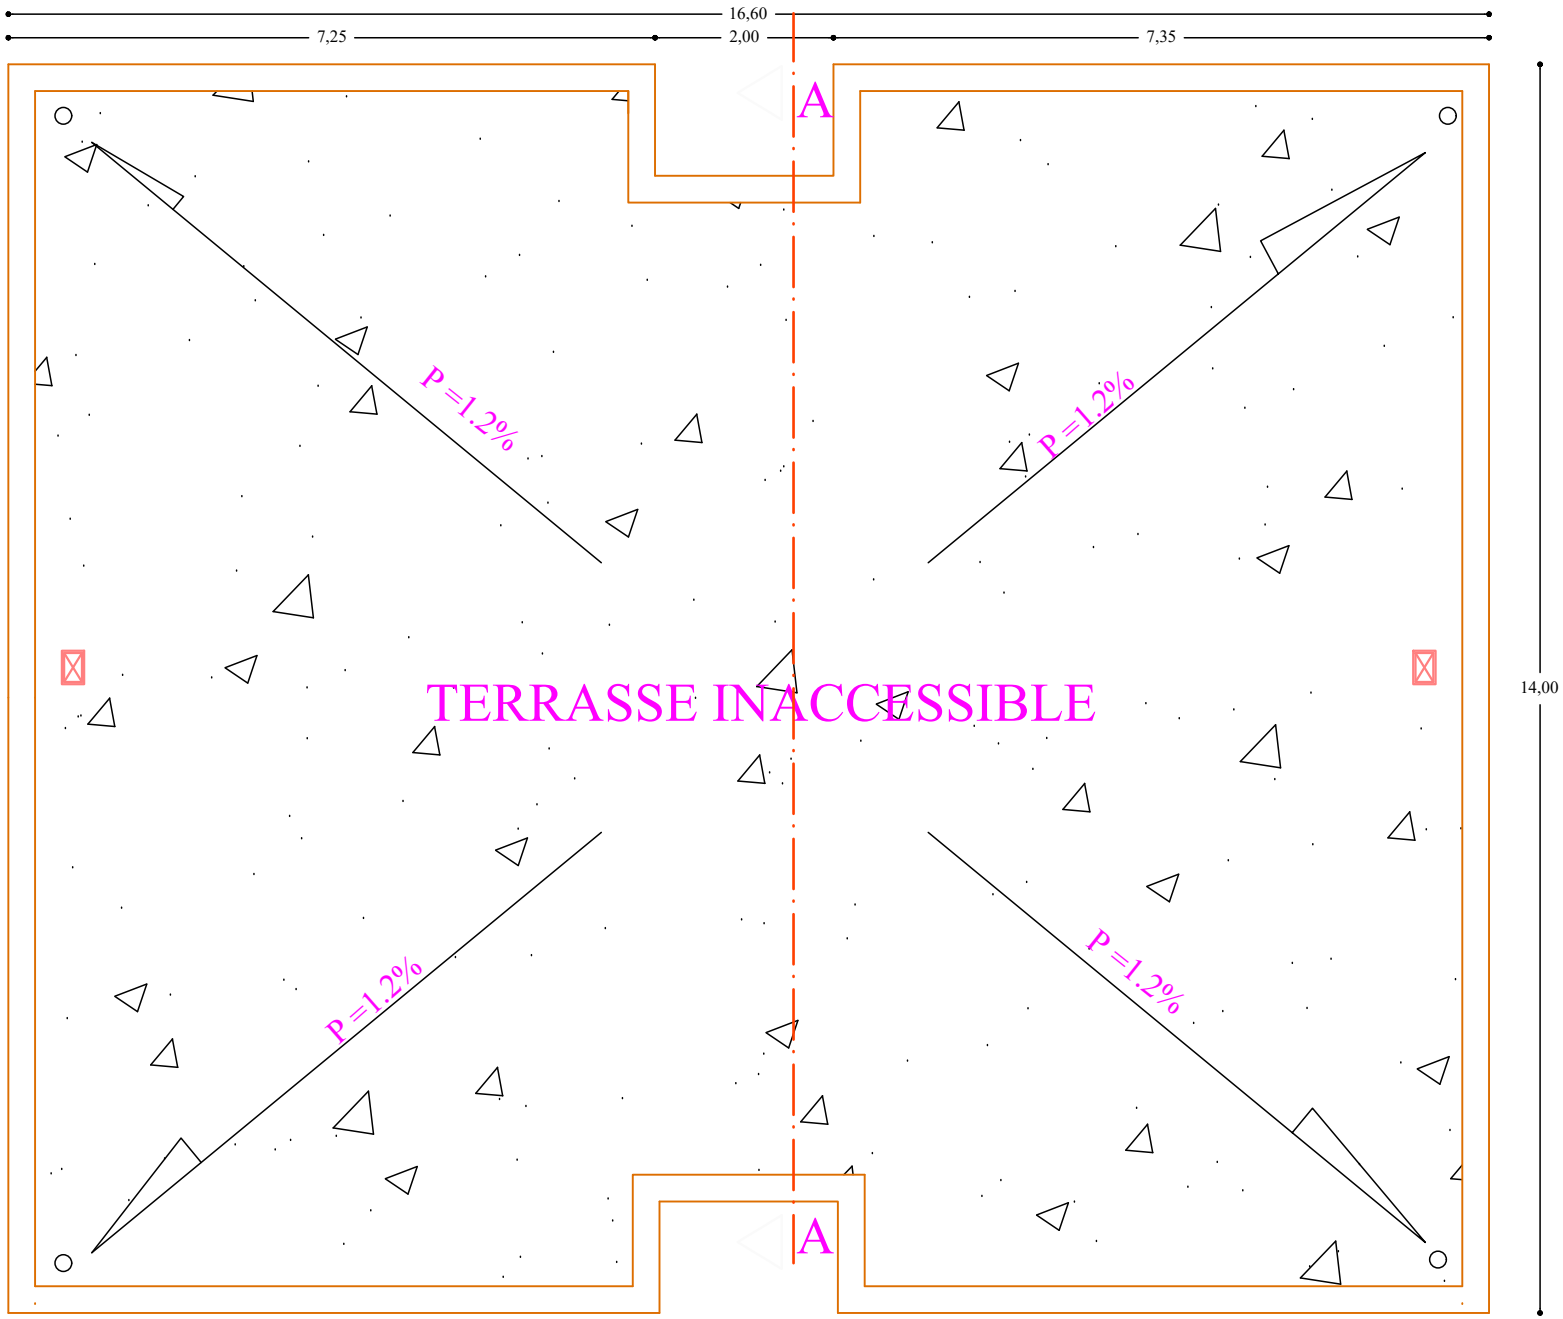 16,60
7,25
2,00
7,35
A
P =1.2%
P =1.2%
TERRASSE INACCESSIBLE
14,00
P =1.2%
P =1.2%
A